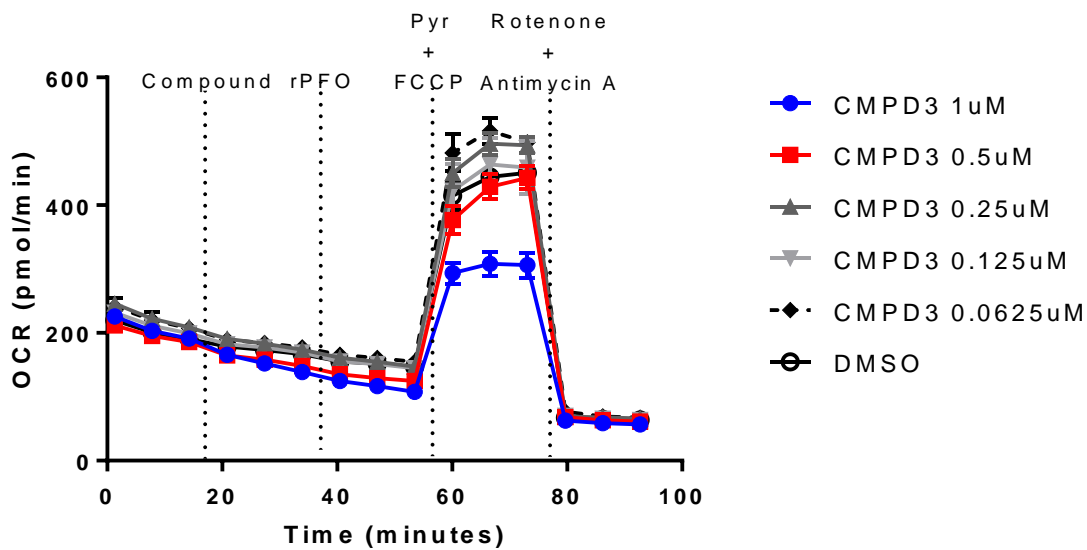 Pyr Rotenone
+ +
600 Compound rPFO FCCP Antimycin A
400
200
0
0 20 40 60 80 100
OCR (pmol/min)
Time (minutes)
CMPD3 1uM
CMPD3 0.5uM
CMPD3 0.25uM
CMPD3 0.125uM
CMPD3 0.0625uM
DMSO